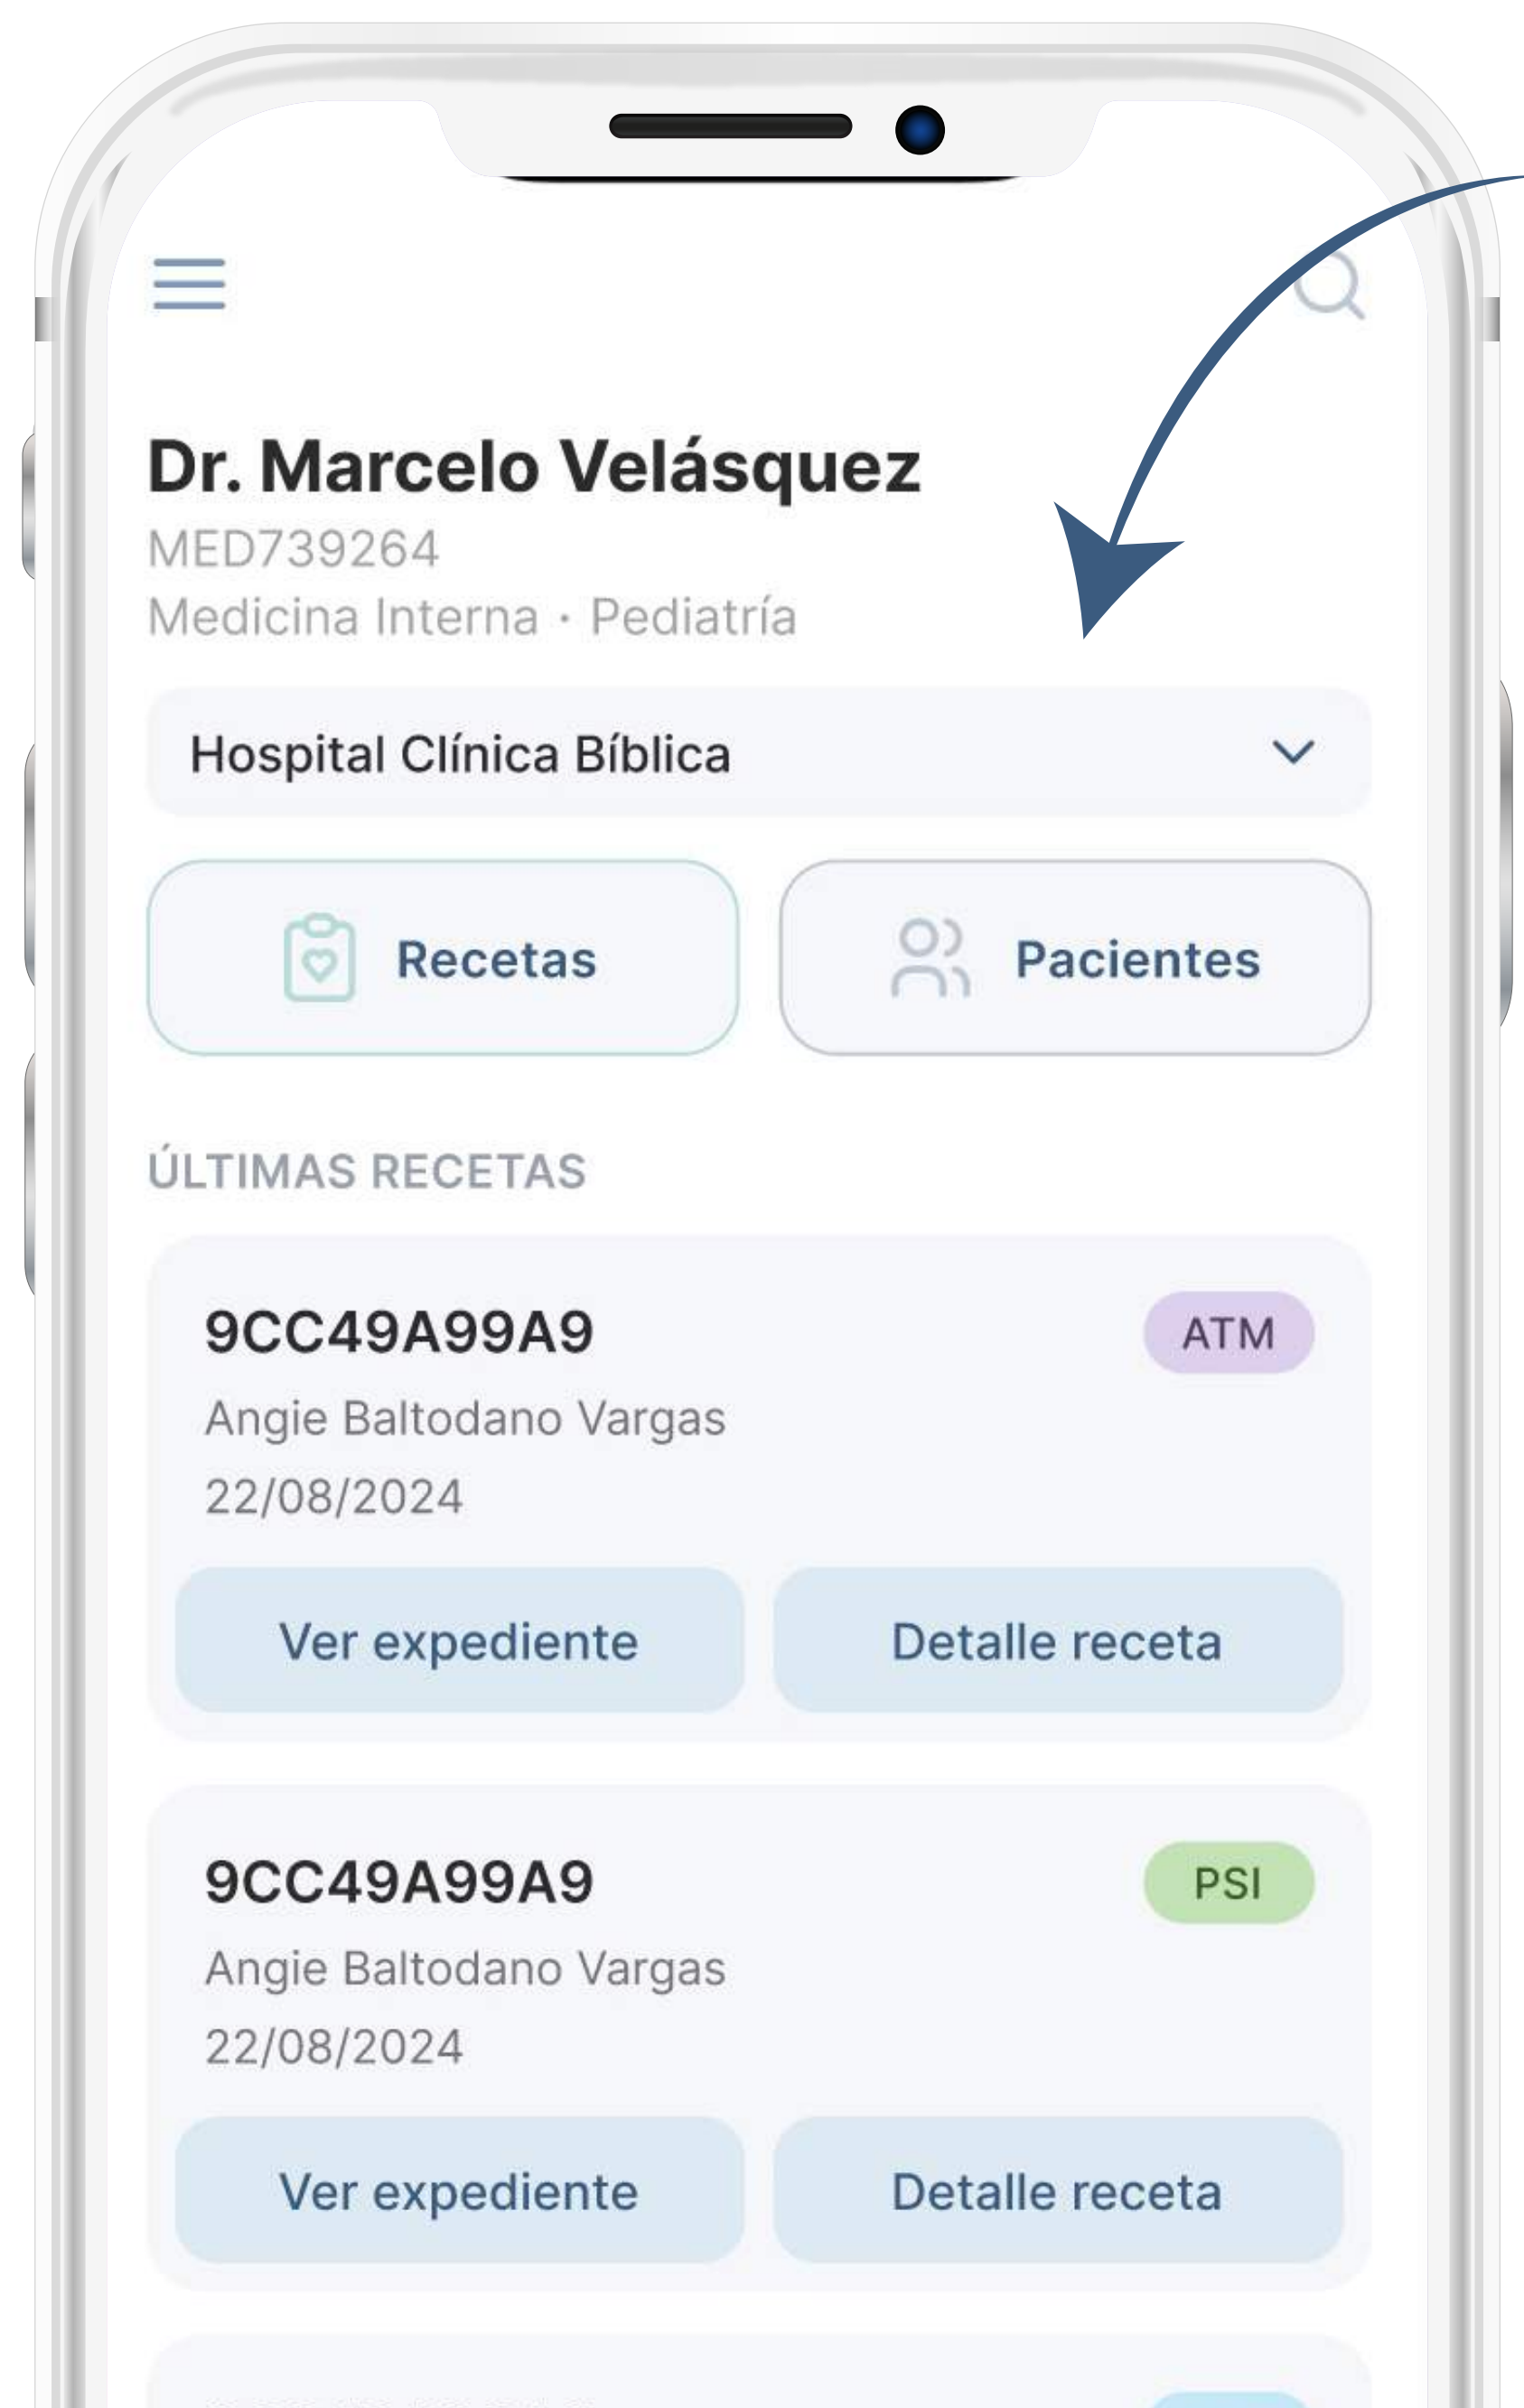 Dr. Marcelo Velásquez
MED739264
Medicina Interna · Pediatría
Hospital Clínica Bíblica
Recetas
Pacientes
ÚLTIMAS RECETAS
9CC49A99A9
ATM
Angie Baltodano Vargas
22/08/2024
Ver expediente
Detalle receta
9CC49A99A9
PSI
Angie Baltodano Vargas
22/08/2024
Ver expediente
Detalle receta